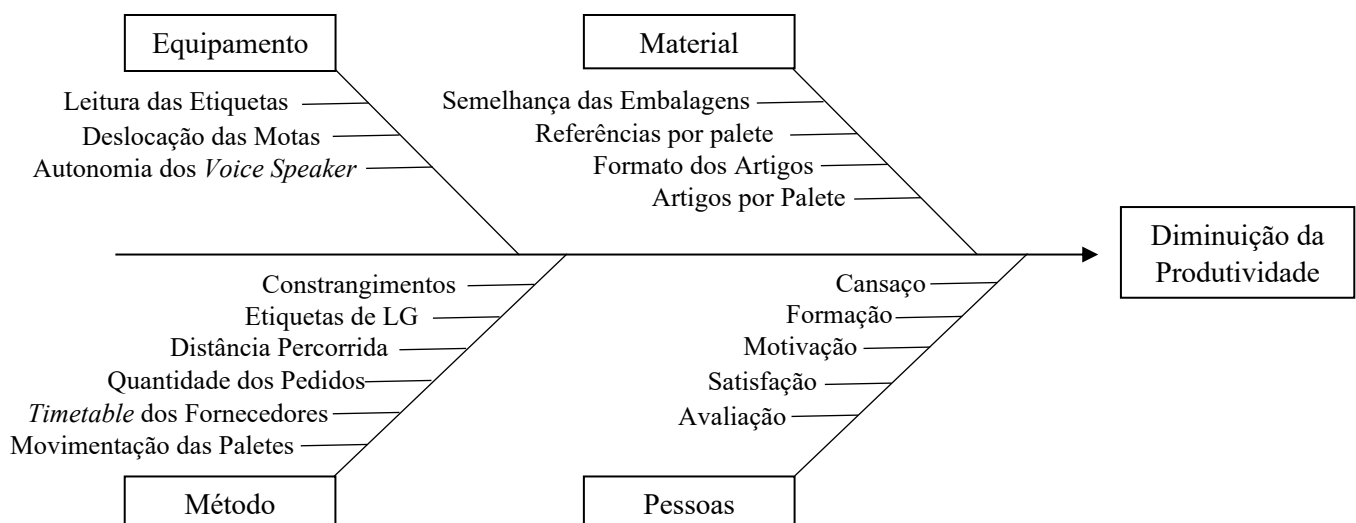 Equipamento
Material
Leitura das Etiquetas
Deslocação das Motas
Autonomia dos Voice Speaker
Semelhança das Embalagens
Referências por palete
Formato dos Artigos
Artigos por Palete
Diminuição da
Produtividade
Constrangimentos
Etiquetas de LG
Distância Percorrida
Quantidade dos Pedidos
Timetable dos Fornecedores
Movimentação das Paletes
Cansaço
Formação
Motivação
Satisfação
Avaliação
Método
Pessoas